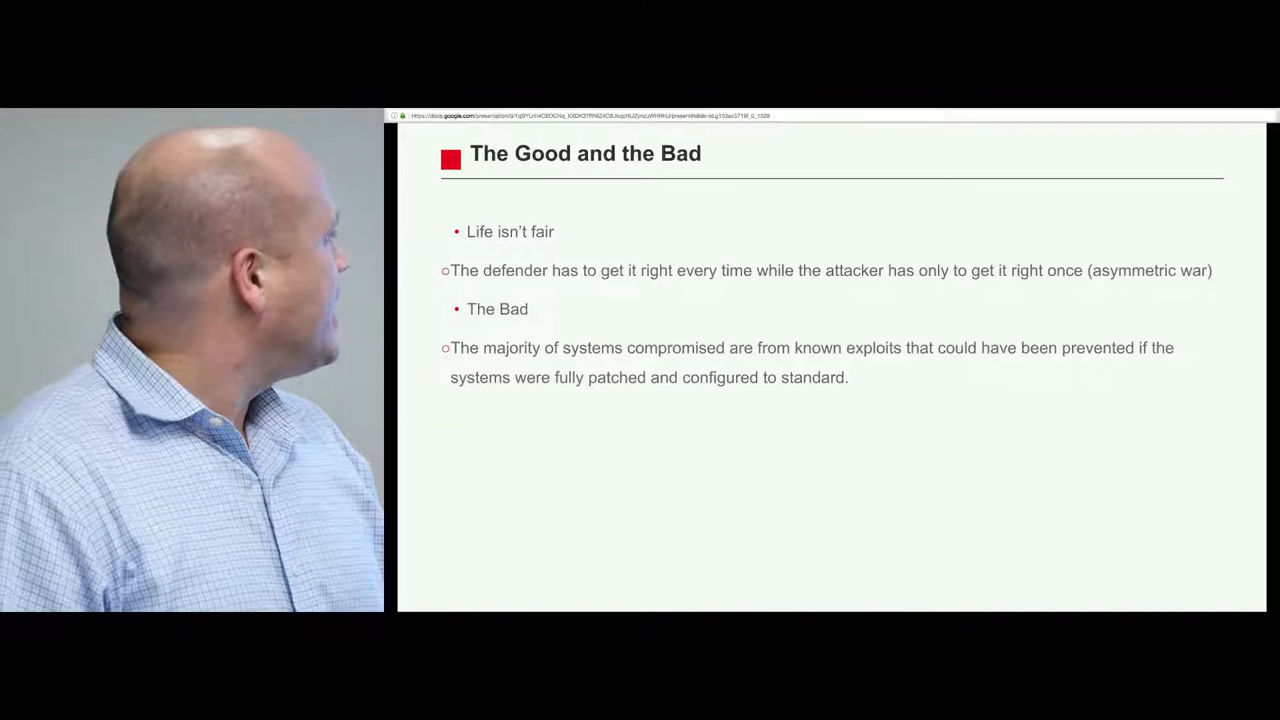 The Good and the Bad
• Life isn't fair
○The defender has to get it right every time while the attacker has only to get it right once (asymmetric war)
• The Bad
○The majority of systems compromised are from known exploits that could have been prevented if the
systems were fully patched and configured to standard.